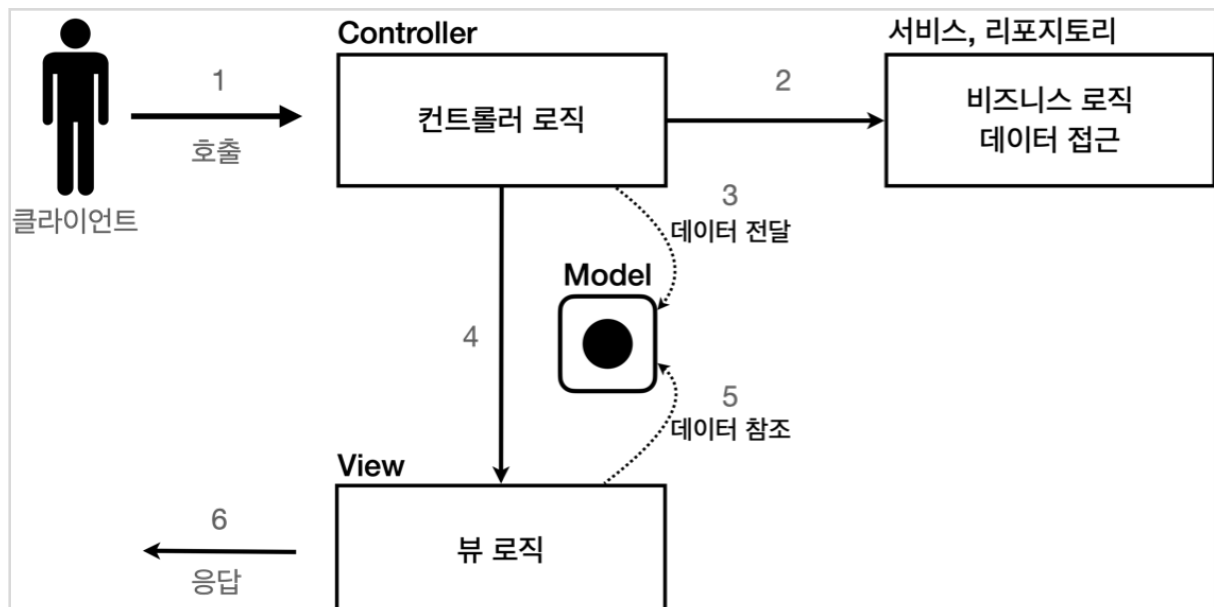 Controller
서비스, 리포지토리
1
호출
컨트롤러 로직
2
비즈니스 로직
데이터 접근
클라이언트
3
데이터 전달
Model
4
5
데이터 참조
View
6
응답
뷰 로직